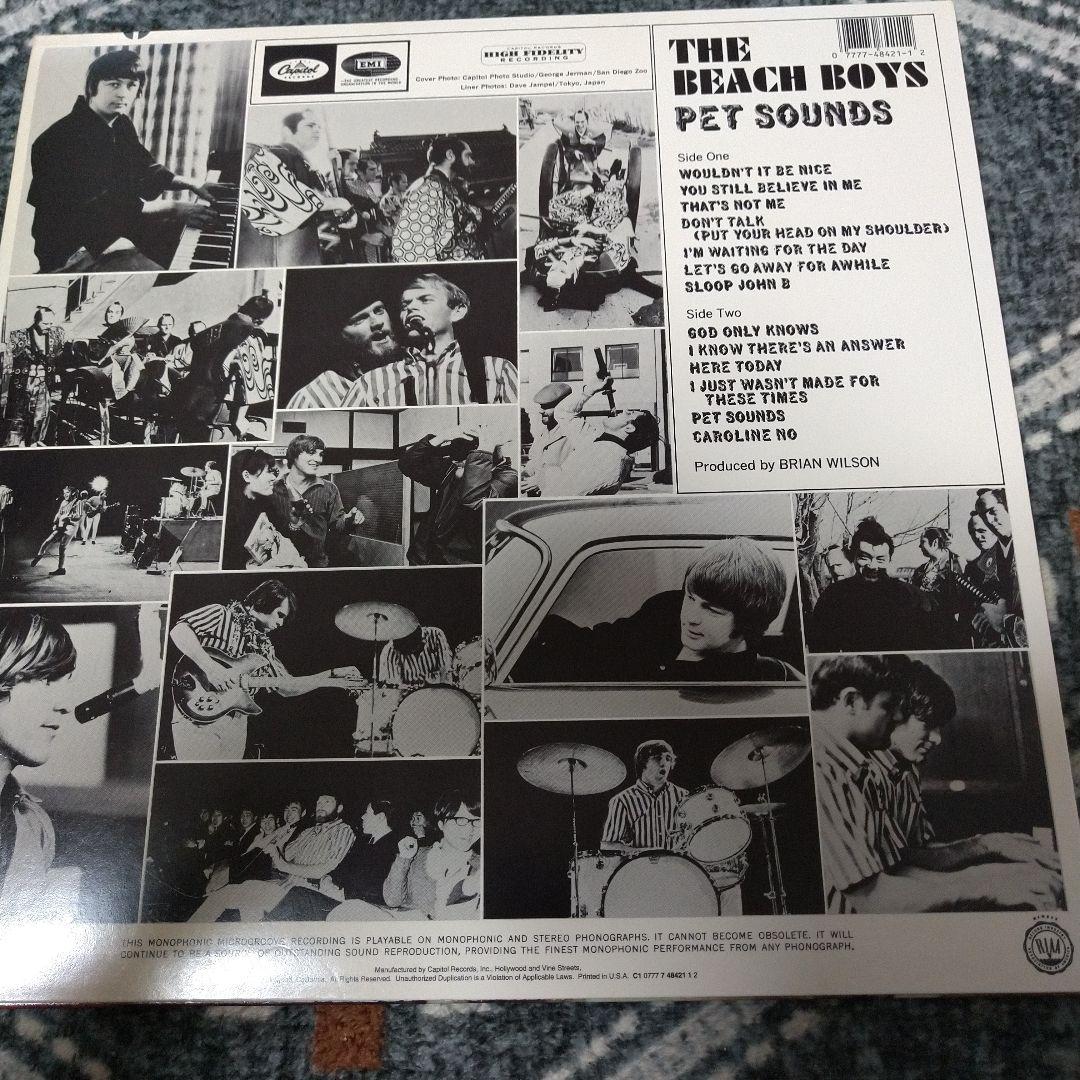 Capitol
RECORDS
EMI
THE GREATEST RECORDING
ORGANISATION IN THE WORLD
CAPITOL RECORDS
HIGH FIDELITY
RECORDING
Cover Photo: Capitol Photo Studio/George Jerman/San Diego Zoo
Liner Photos: Dave Jampel/Tokyo, Japan
0 7777-48421-1 2
THE
BEACH BOYS
PET SOUNDS
Side One
WOULDN'T IT BE NICE
YOU STILL BELIEVE IN ME
THAT'S NOT ME
DON'T TALK
(PUT YOUR HEAD ON MY SHOULDER)
I'M WAITING FOR THE DAY
LET'S GO AWAY FOR AWHILE
SLOOP JOHN B
Side Two
GOD ONLY KNOWS
I KNOW THERE'S AN ANSWER
HERE TODAY
I JUST WASN'T MADE FOR
THESE TIMES
PET SOUNDS
CAROLINE NO
Produced by BRIAN WILSON
THIS MONOPHONIC MICROGROOVE RECORDING IS PLAYABLE ON MONOPHONIC AND STEREO PHONOGRAPHS. IT CANNOT BECOME OBSOLETE. IT WILL
CONTINUE TO BE A SOURCE OF OUTSTANDING SOUND REPRODUCTION, PROVIDING THE FINEST MONOPHONIC PERFORMANCE FROM ANY PHONOGRAPH.
Manufactured by Capitol Records, Inc., Hollywood and Vine Streets,
California. All Rights Reserved. Unauthorized Duplication is a Violation of Applicable Laws. Printed in U.S.A. C1 0777 7 48421 1 2
MEMBER